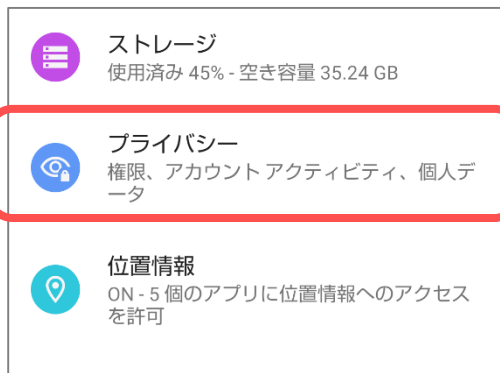 ストレージ
使用済み 45% - 空き容量 35.24 GB
プライバシー
権限、アカウント アクティビティ、個人デ
ータ
位置情報
ON - 5 個のアプリに位置情報へのアクセス
を許可